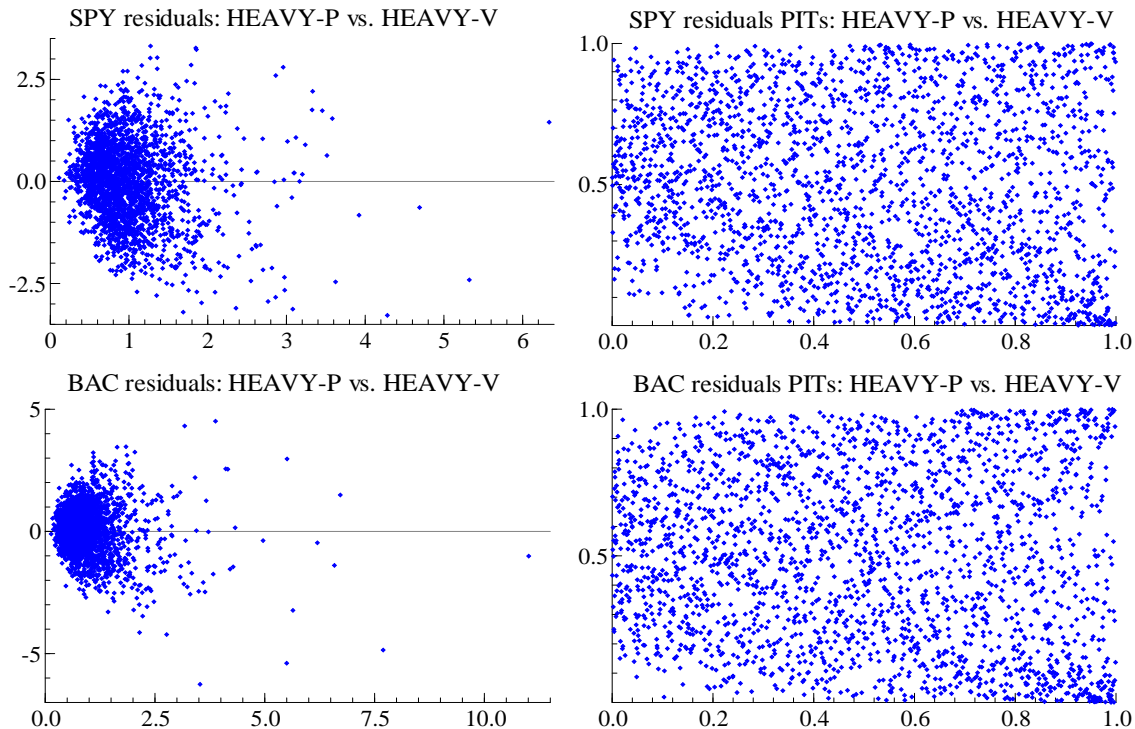 SPY residuals: HEAVY-P vs. HEAVY-V
2.5
0.0
-2.5
0 1 2 3 4 5 6
SPY residuals PITs: HEAVY-P vs. HEAVY-V
1.0
0.5
0.0 0.2 0.4 0.6 0.8 1.0
BAC residuals: HEAVY-P vs. HEAVY-V
5
0
-5
0.0 2.5 5.0 7.5 10.0
BAC residuals PITs: HEAVY-P vs. HEAVY-V
1.0
0.5
0.0 0.2 0.4 0.6 0.8 1.0